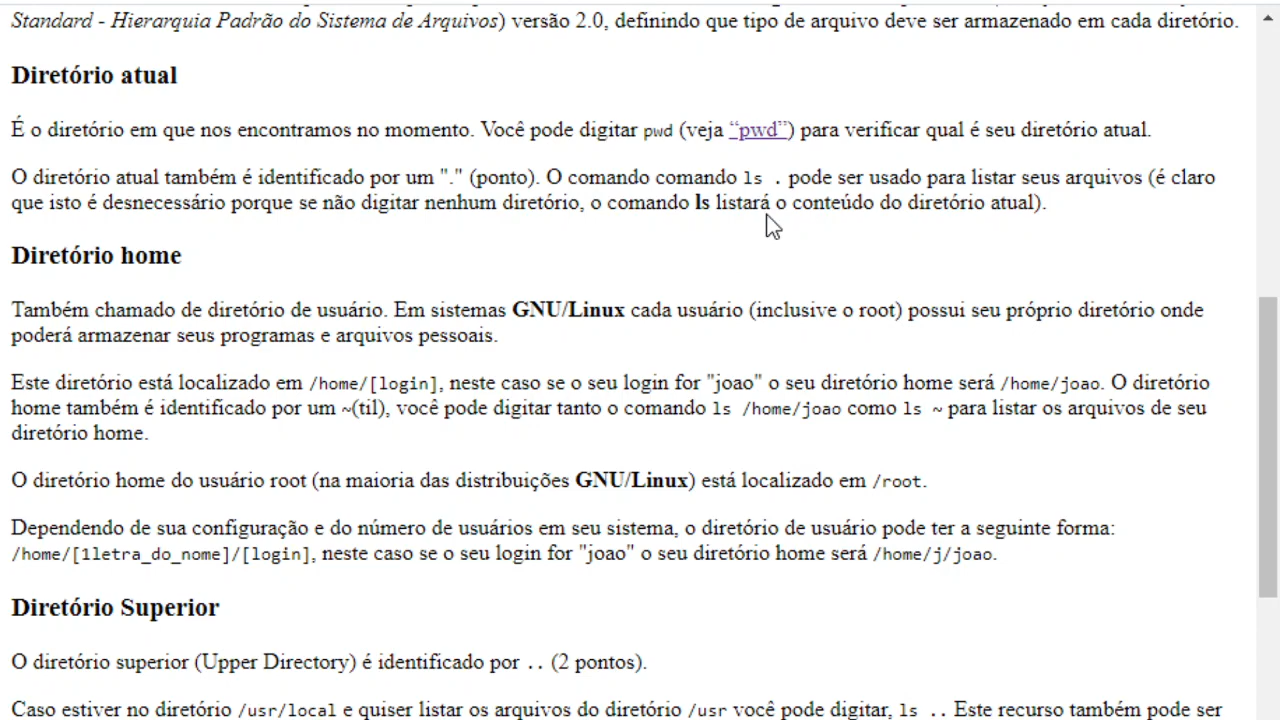 Standard - Hierarquia Padrão do Sistema de Arquivos) versão 2.0, definindo que tipo de arquivo deve ser armazenado em cada diretório.
Diretório atual
É o diretório em que nos encontramos no momento. Você pode digitar pwd (veja “pwd”) para verificar qual é seu diretório atual.
O diretório atual também é identificado por um "." (ponto). O comando comando ls . pode ser usado para listar seus arquivos (é claro
que isto é desnecessário porque se não digitar nenhum diretório, o comando ls listará o conteúdo do diretório atual).
Diretório home
Também chamado de diretório de usuário. Em sistemas GNU/Linux cada usuário (inclusive o root) possui seu próprio diretório onde
poderá armazenar seus programas e arquivos pessoais.
Este diretório está localizado em /home/[login], neste caso se o seu login for "joao" o seu diretório home será /home/joao. O diretório
home também é identificado por um ~(til), você pode digitar tanto o comando ls /home/joao como ls ~ para listar os arquivos de seu
diretório home.
O diretório home do usuário root (na maioria das distribuições GNU/Linux) está localizado em /root.
Dependendo de sua configuração e do número de usuários em seu sistema, o diretório de usuário pode ter a seguinte forma:
/home/[1letra_do_nome]/[login], neste caso se o seu login for "joao" o seu diretório home será /home/j/joao.
Diretório Superior
O diretório superior (Upper Directory) é identificado por .. (2 pontos).
Caso estiver no diretório /usr/local e quiser listar os arquivos do diretório /usr você pode digitar, ls .. Este recurso também pode ser